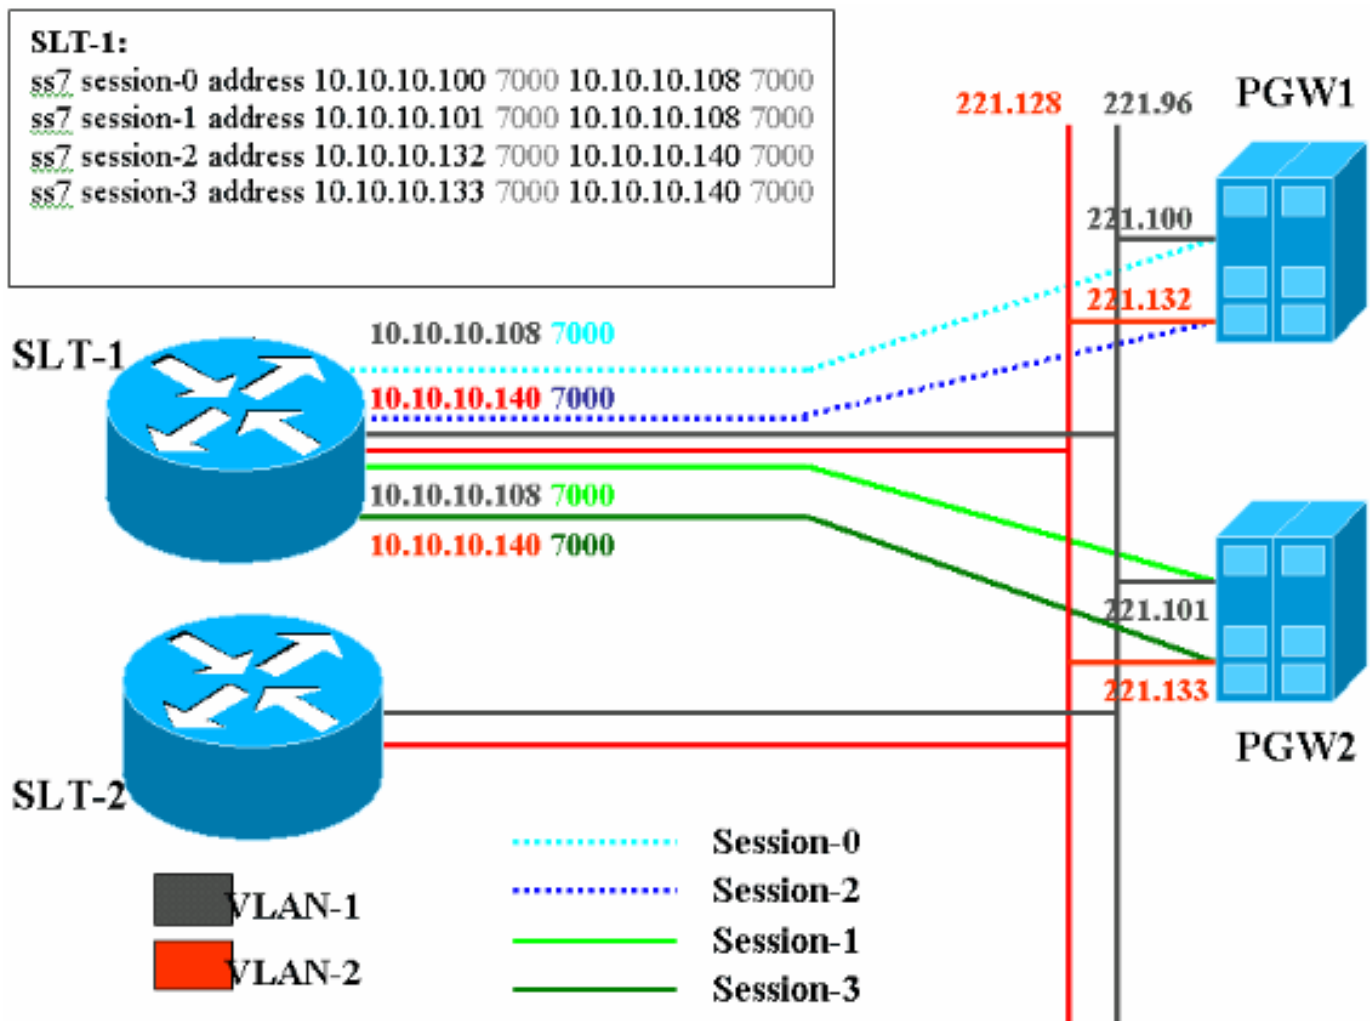 SLT-1:
ss7 session-0 address 10.10.10.100 7000 10.10.10.108 7000
ss7 session-1 address 10.10.10.101 7000 10.10.10.108 7000
ss7 session-2 address 10.10.10.132 7000 10.10.10.140 7000
ss7 session-3 address 10.10.10.133 7000 10.10.10.140 7000
221.128
221.96
PGW1
221.100
221.132
SLT-1
10.10.10.108 7000
10.10.10.140 7000
10.10.10.108 7000
10.10.10.140 7000
221.101
221.133
PGW2
SLT-2
VLAN-1
VLAN-2
Session-0
Session-2
Session-1
Session-3